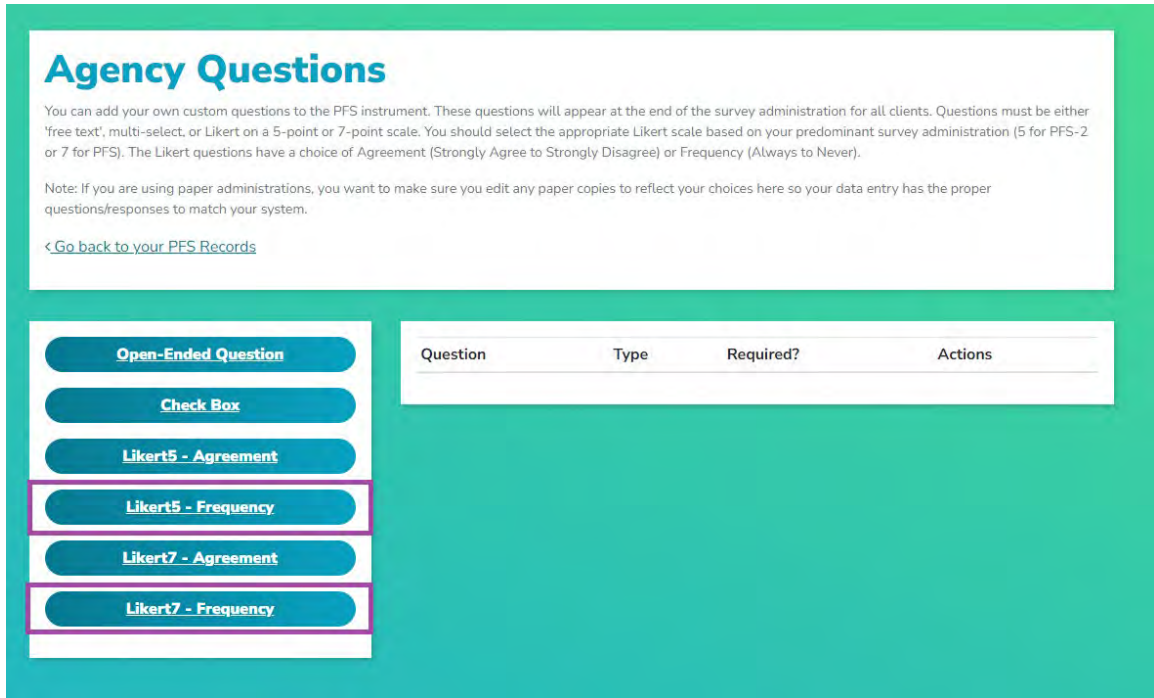 Agency Questions
You can add your own custom questions to the PFS instrument. These questions will appear at the end of the survey administration for all clients. Questions must be either
'free text', multi-select, or Likert on a 5-point or 7-point scale. You should select the appropriate Likert scale based on your predominant survey administration (5 for PFS-2
or 7 for PFS). The Likert questions have a choice of Agreement (Strongly Agree to Strongly Disagree) or Frequency (Always to Never).
Note: If you are using paper administrations, you want to make sure you edit any paper copies to reflect your choices here so your data entry has the proper
questions/responses to match your system.
< Go back to your PFS Records
Open-Ended Question
Check Box
Likert5 - Agreement
Likert5 - Frequency
Likert7 - Agreement
Likert7 - Frequency
Question Type Required? Actions